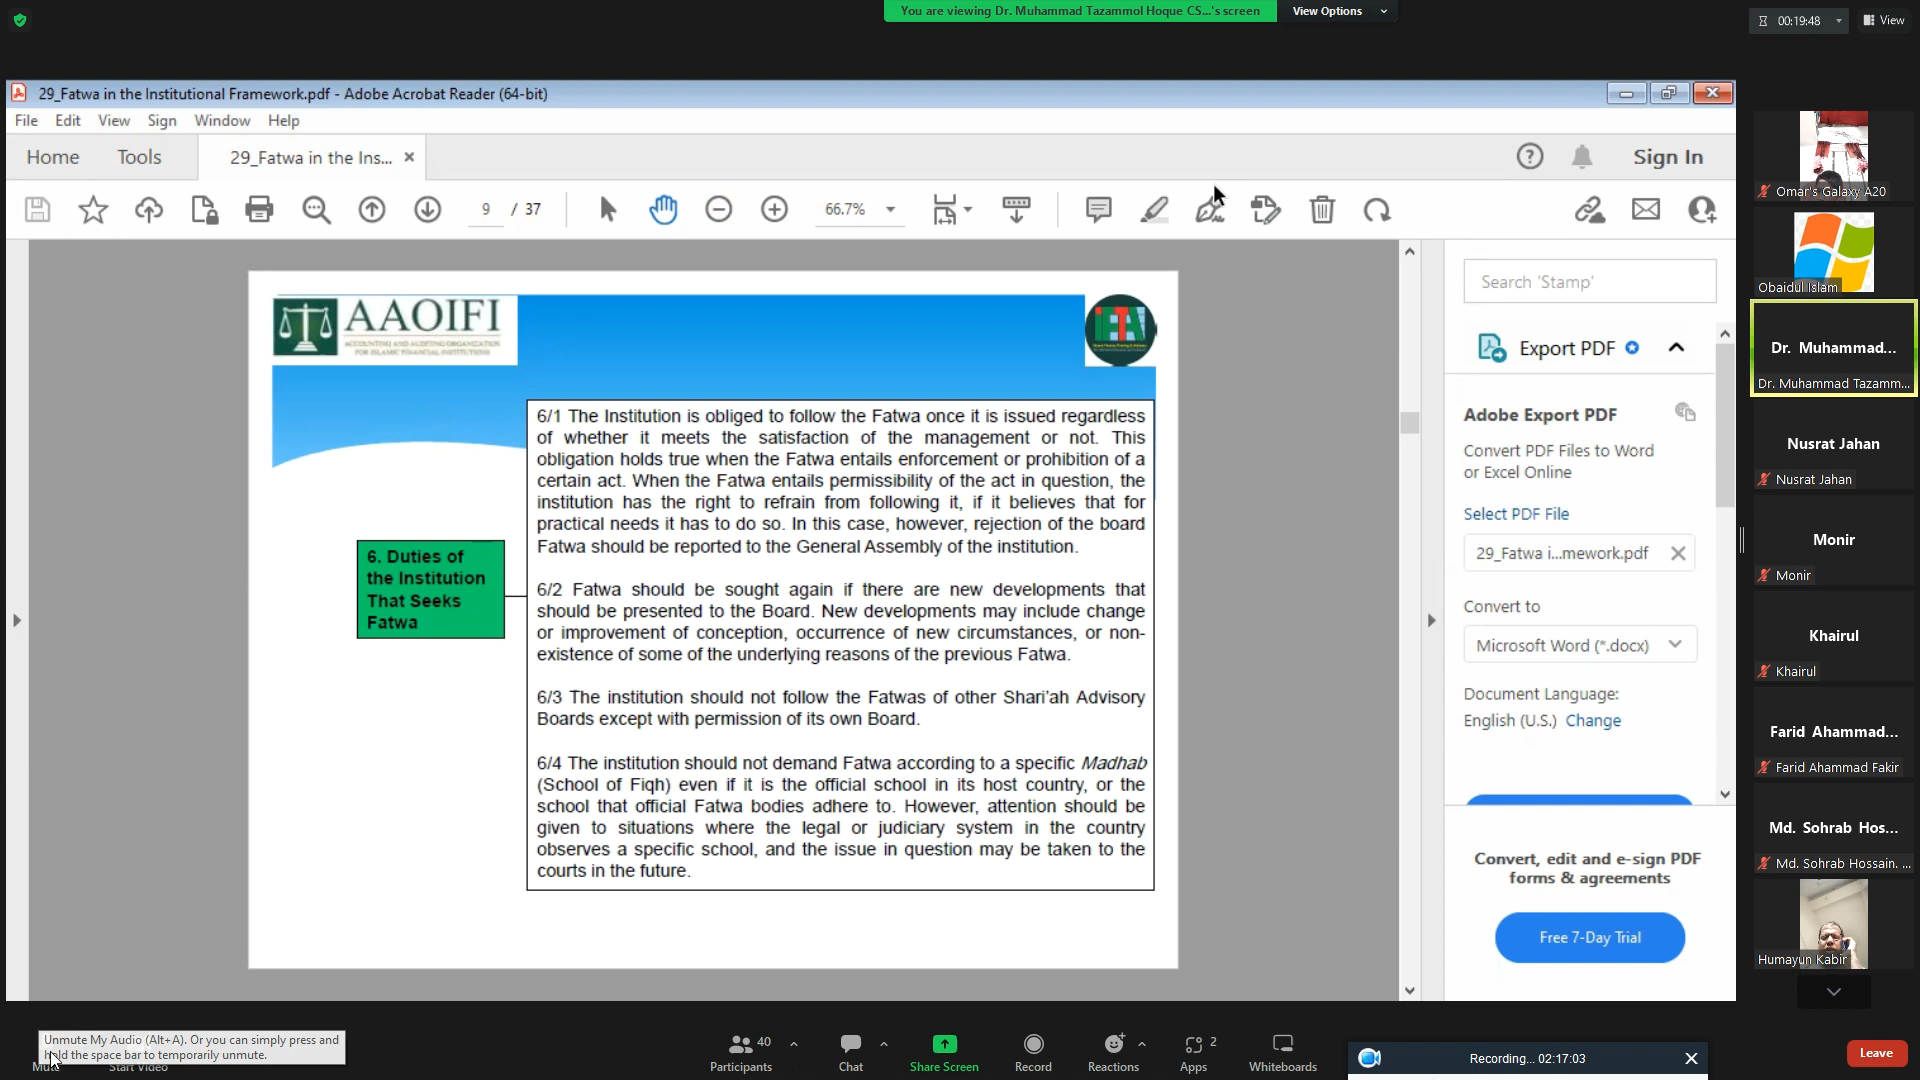 You are viewing Dr. Muhammad Tazammol Hoque CS...'s screen
View Options
00:19:48
View
29_Fatwa in the Institutional Framework.pdf - Adobe Acrobat Reader (64-bit)
File Edit View Sign Window Help
Home Tools 29_Fatwa in the Ins... Sign In
9 / 37 66.7%
AAOIFI
ACCOUNTING AND AUDITING ORGANIZATION
FOR ISLAMIC FINANCIAL INSTITUTIONS
6. Duties of
the Institution
That Seeks
Fatwa
6/1 The Institution is obliged to follow the Fatwa once it is issued regardless
of whether it meets the satisfaction of the management or not. This
obligation holds true when the Fatwa entails enforcement or prohibition of a
certain act. When the Fatwa entails permissibility of the act in question, the
institution has the right to refrain from following it, if it believes that for
practical needs it has to do so. In this case, however, rejection of the board
Fatwa should be reported to the General Assembly of the institution.
6/2 Fatwa should be sought again if there are new developments that
should be presented to the Board. New developments may include change
or improvement of conception, occurrence of new circumstances, or non-
existence of some of the underlying reasons of the previous Fatwa.
6/3 The institution should not follow the Fatwas of other Shari'ah Advisory
Boards except with permission of its own Board.
6/4 The institution should not demand Fatwa according to a specific Madhab
(School of Fiqh) even if it is the official school in its host country, or the
school that official Fatwa bodies adhere to. However, attention should be
given to situations where the legal or judiciary system in the country
observes a specific school, and the issue in question may be taken to the
courts in the future.
Search 'Stamp'
Export PDF
Adobe Export PDF
Convert PDF Files to Word
or Excel Online
Select PDF File
29_Fatwa i...mework.pdf
Convert to
Microsoft Word (*.docx)
Document Language:
English (U.S.) Change
Convert, edit and e-sign PDF
forms & agreements
Free 7-Day Trial
Omar's Galaxy A20
Obaidul Islam
Dr. Muhammad...
Dr. Muhammad Tazamm...
Nusrat Jahan
Nusrat Jahan
Monir
Monir
Khairul
Khairul
Farid Ahammad...
Farid Ahammad Fakir
Md. Sohrab Hos...
Md. Sohrab Hossain. ...
Humayun Kabir
Unmute My Audio (Alt+A). Or you can simply press and
hold the space bar to temporarily unmute.
Start Video
40
Participants
Chat
Share Screen
Record
Reactions
2
Apps
Whiteboards
Recording... 02:17:03
Leave